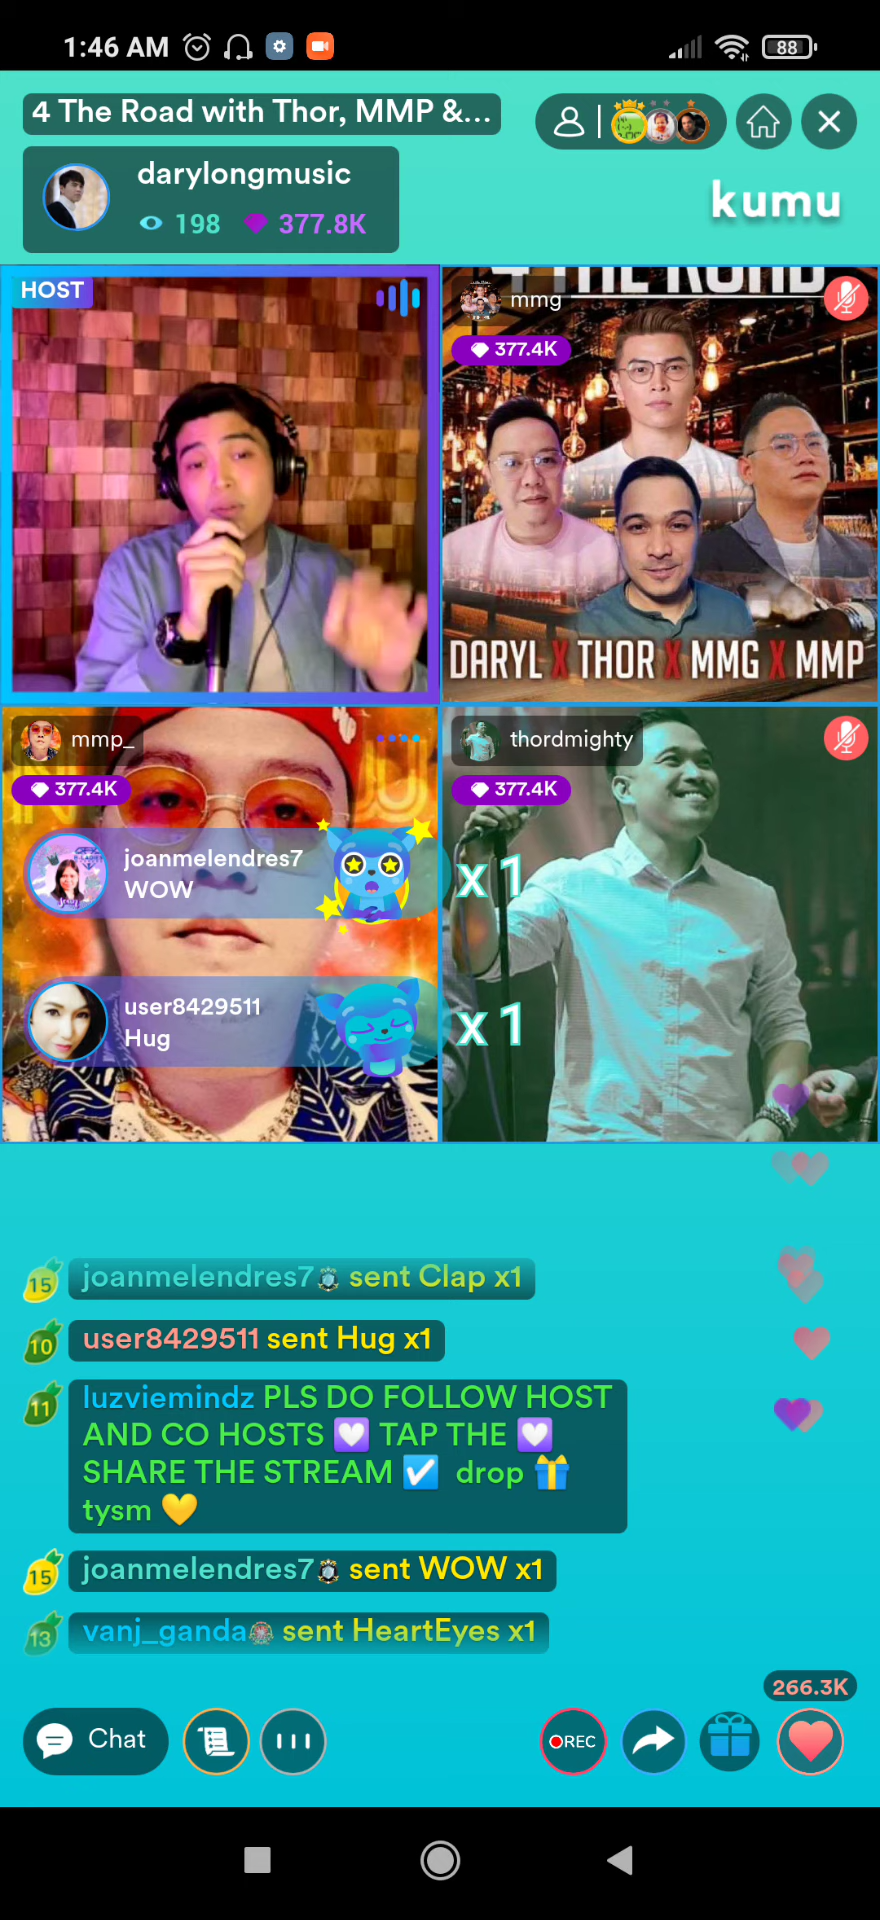 1:46 AM
88
4 The Road with Thor, MMP &...
darylongmusic
198
377.8K
kumu
HOST
4 THE ROAD
mmg
377.4K
DARYL X THOR X MMG X MMP
mmp_
377.4K
thordmighty
377.4K
joanmelendres7
WOW
x 1
user8429511
Hug
x 1
15 joanmelendres7 sent Clap x1
10 user8429511 sent Hug x1
11 luzviemindz PLS DO FOLLOW HOST
AND CO HOSTS 💟 TAP THE 💟
SHARE THE STREAM ☑️ drop 🎁
tysm 💛
15 joanmelendres7 sent WOW x1
13 vanj_ganda sent HeartEyes x1
266.3K
Chat
REC